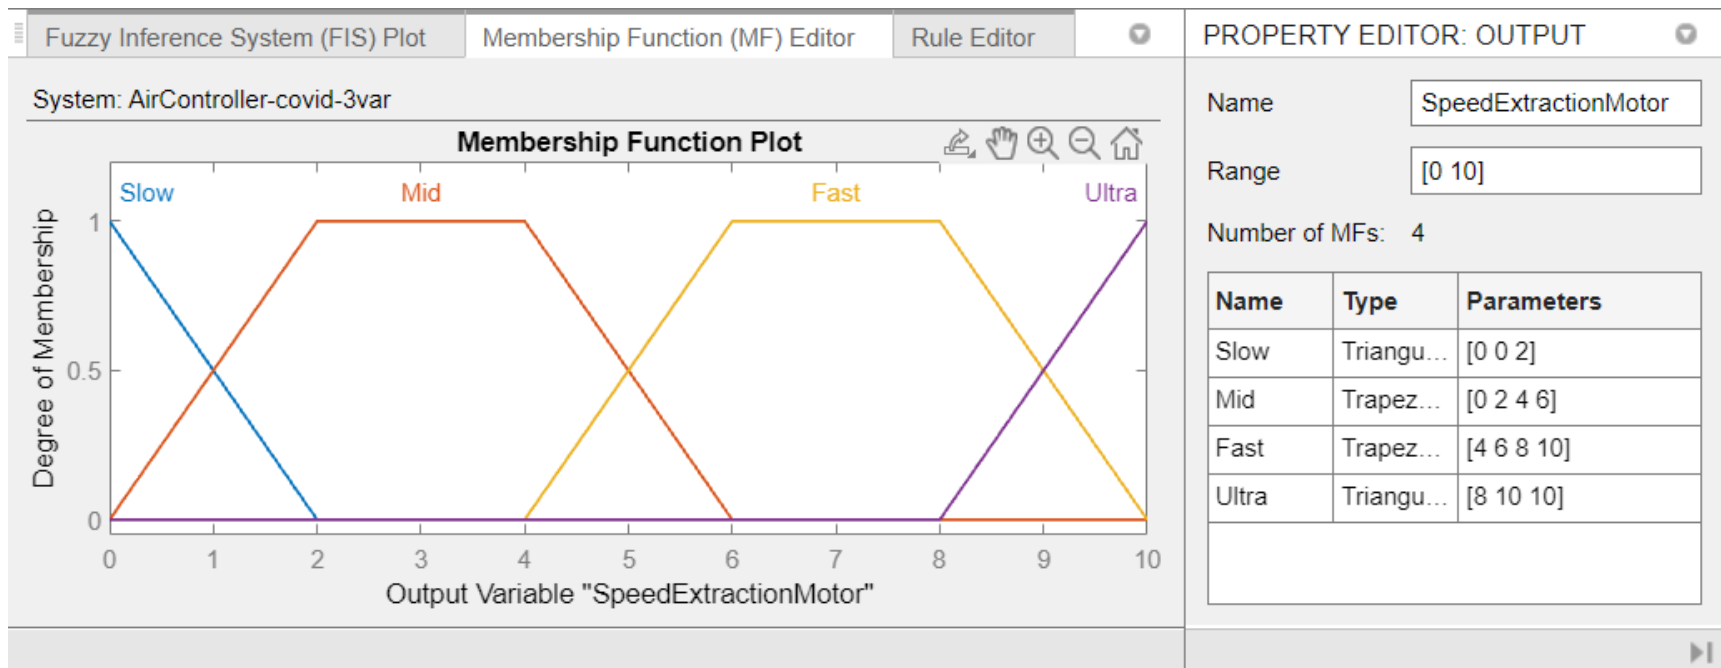 Fuzzy Inference System (FIS) Plot
Membership Function (MF) Editor
Rule Editor
System: AirController-covid-3var
Membership Function Plot
Slow
Mid
Fast
Ultra
Degree of Membership
1
0.5
0
0 1 2 3 4 5 6 7 8 9 10
Output Variable "SpeedExtractionMotor"
PROPERTY EDITOR: OUTPUT
Name SpeedExtractionMotor
Range [0 10]
Number of MFs: 4
Name Type Parameters
Slow Triangu... [0 0 2]
Mid Trapez... [0 2 4 6]
Fast Trapez... [4 6 8 10]
Ultra Triangu... [8 10 10]